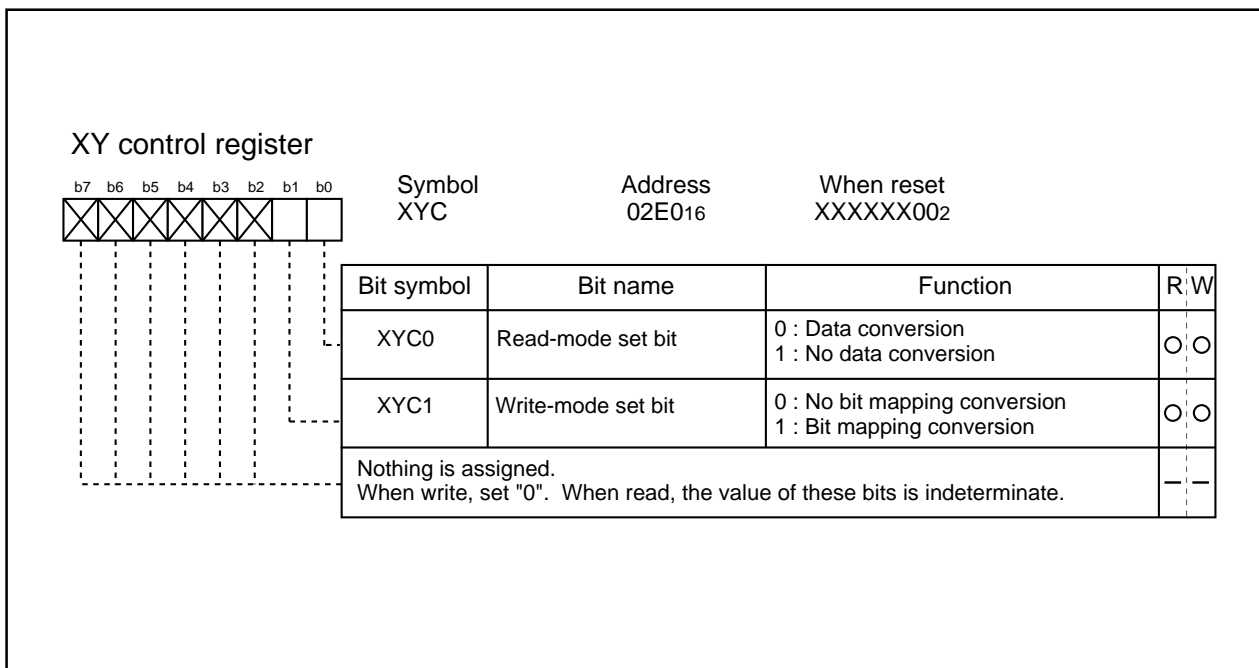 XY control register
b7 b6 b5 b4 b3 b2 b1 b0
Symbol Address When reset
XYC 02E016 XXXXXX002
Bit symbol Bit name Function R W
XYC0 Read-mode set bit 0 : Data conversion
1 : No data conversion
XYC1 Write-mode set bit 0 : No bit mapping conversion
1 : Bit mapping conversion
Nothing is assigned.
When write, set "0". When read, the value of these bits is indeterminate. – –